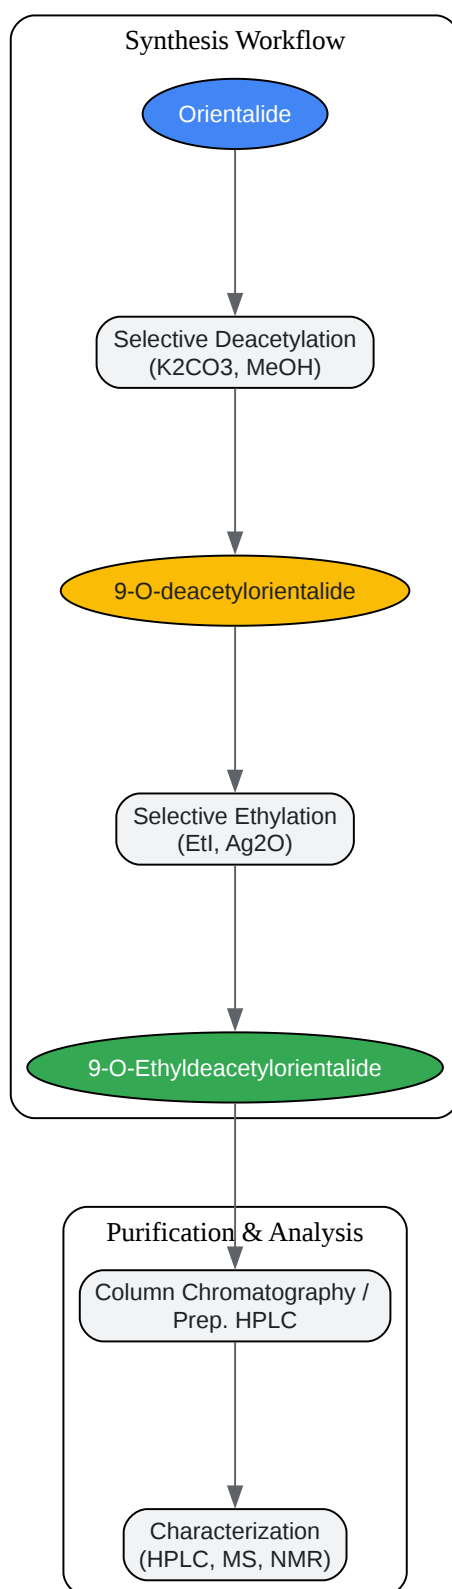 Synthesis Workflow
Orientalide
Selective Deacetylation
(K2CO3, MeOH)
9-O-deacetylorientalide
Selective Ethylation
(EtI, Ag2O)
9-O-Ethyldeacetylorientalide
Purification & Analysis
Column Chromatography /
Prep. HPLC
Characterization
(HPLC, MS, NMR)